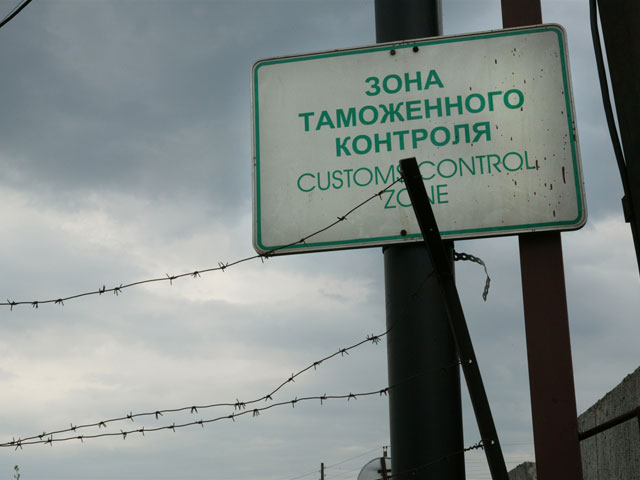 ЗОНА
ТАМОЖЕННОГО
КОНТРОЛЯ
CUSTOMS CONTROL
ZONE